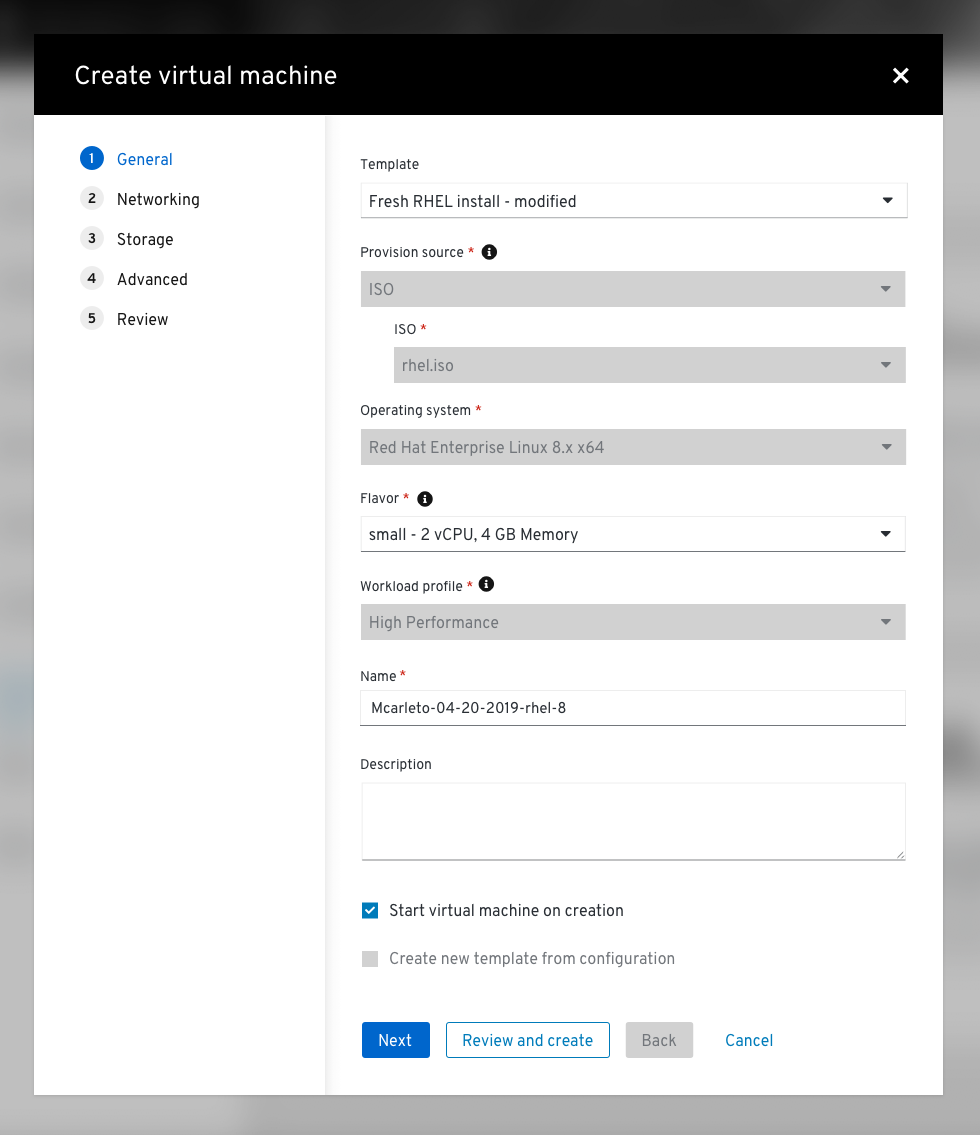 Create virtual machine
1 General
2 Networking
3 Storage
4 Advanced
5 Review
Template
Fresh RHEL install - modified
Provision source *
ISO
ISO *
rhel.iso
Operating system *
Red Hat Enterprise Linux 8.x x64
Flavor *
small - 2 vCPU, 4 GB Memory
Workload profile *
High Performance
Name *
Mcarleto-04-20-2019-rhel-8
Description
Start virtual machine on creation
Create new template from configuration
Next Review and create Back Cancel